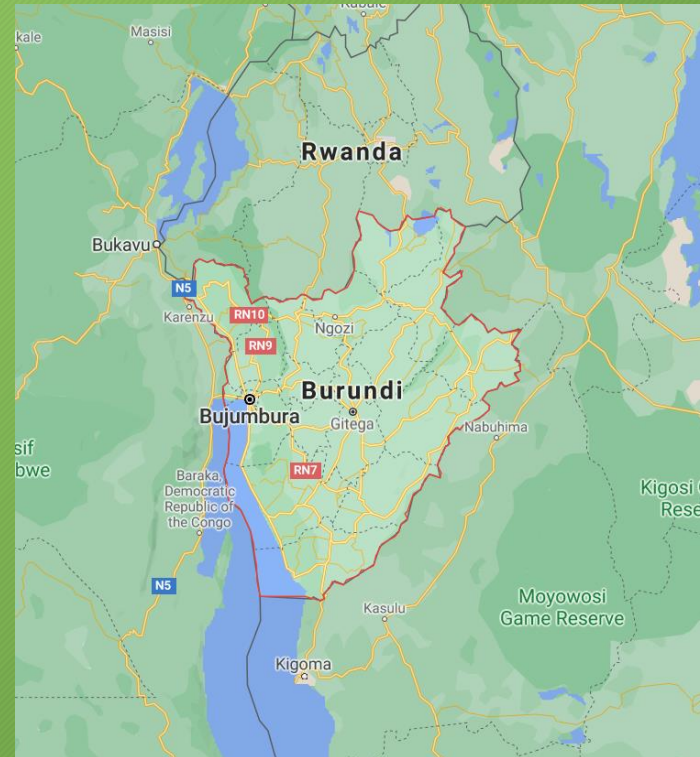 Kabale
kale
Masisi
Rwanda
Bukavu
N5
Karenzu
RN10
RN9
Ngozi
Burundi
Bujumbura
Gitega
Nabuhima
sif
bwe
RN7
Baraka,
Democratic
Republic of
the Congo
Kigosi
Rese
N5
Moyowosi
Game Reserve
Kasulu
Kigoma